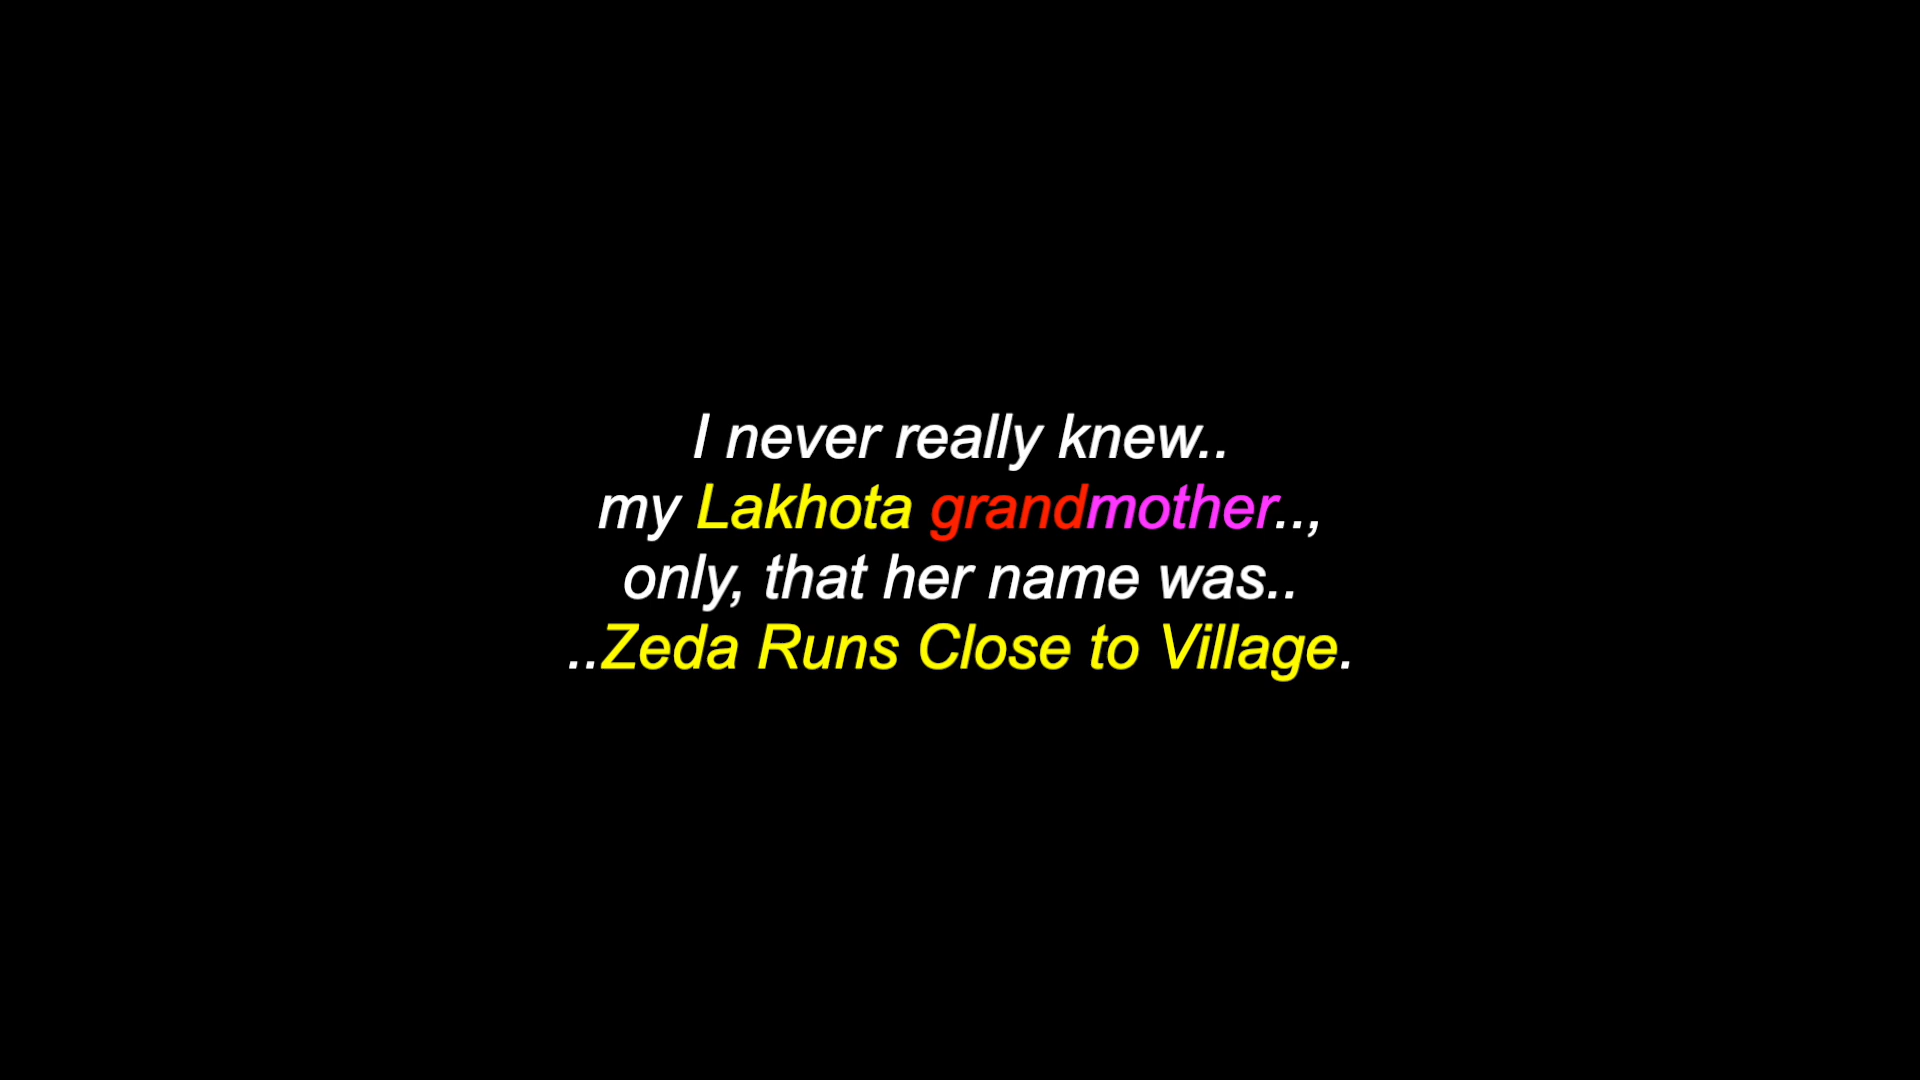 I never really knew..
my Lakhota grandmother..,
only, that her name was..
..Zeda Runs Close to Village.